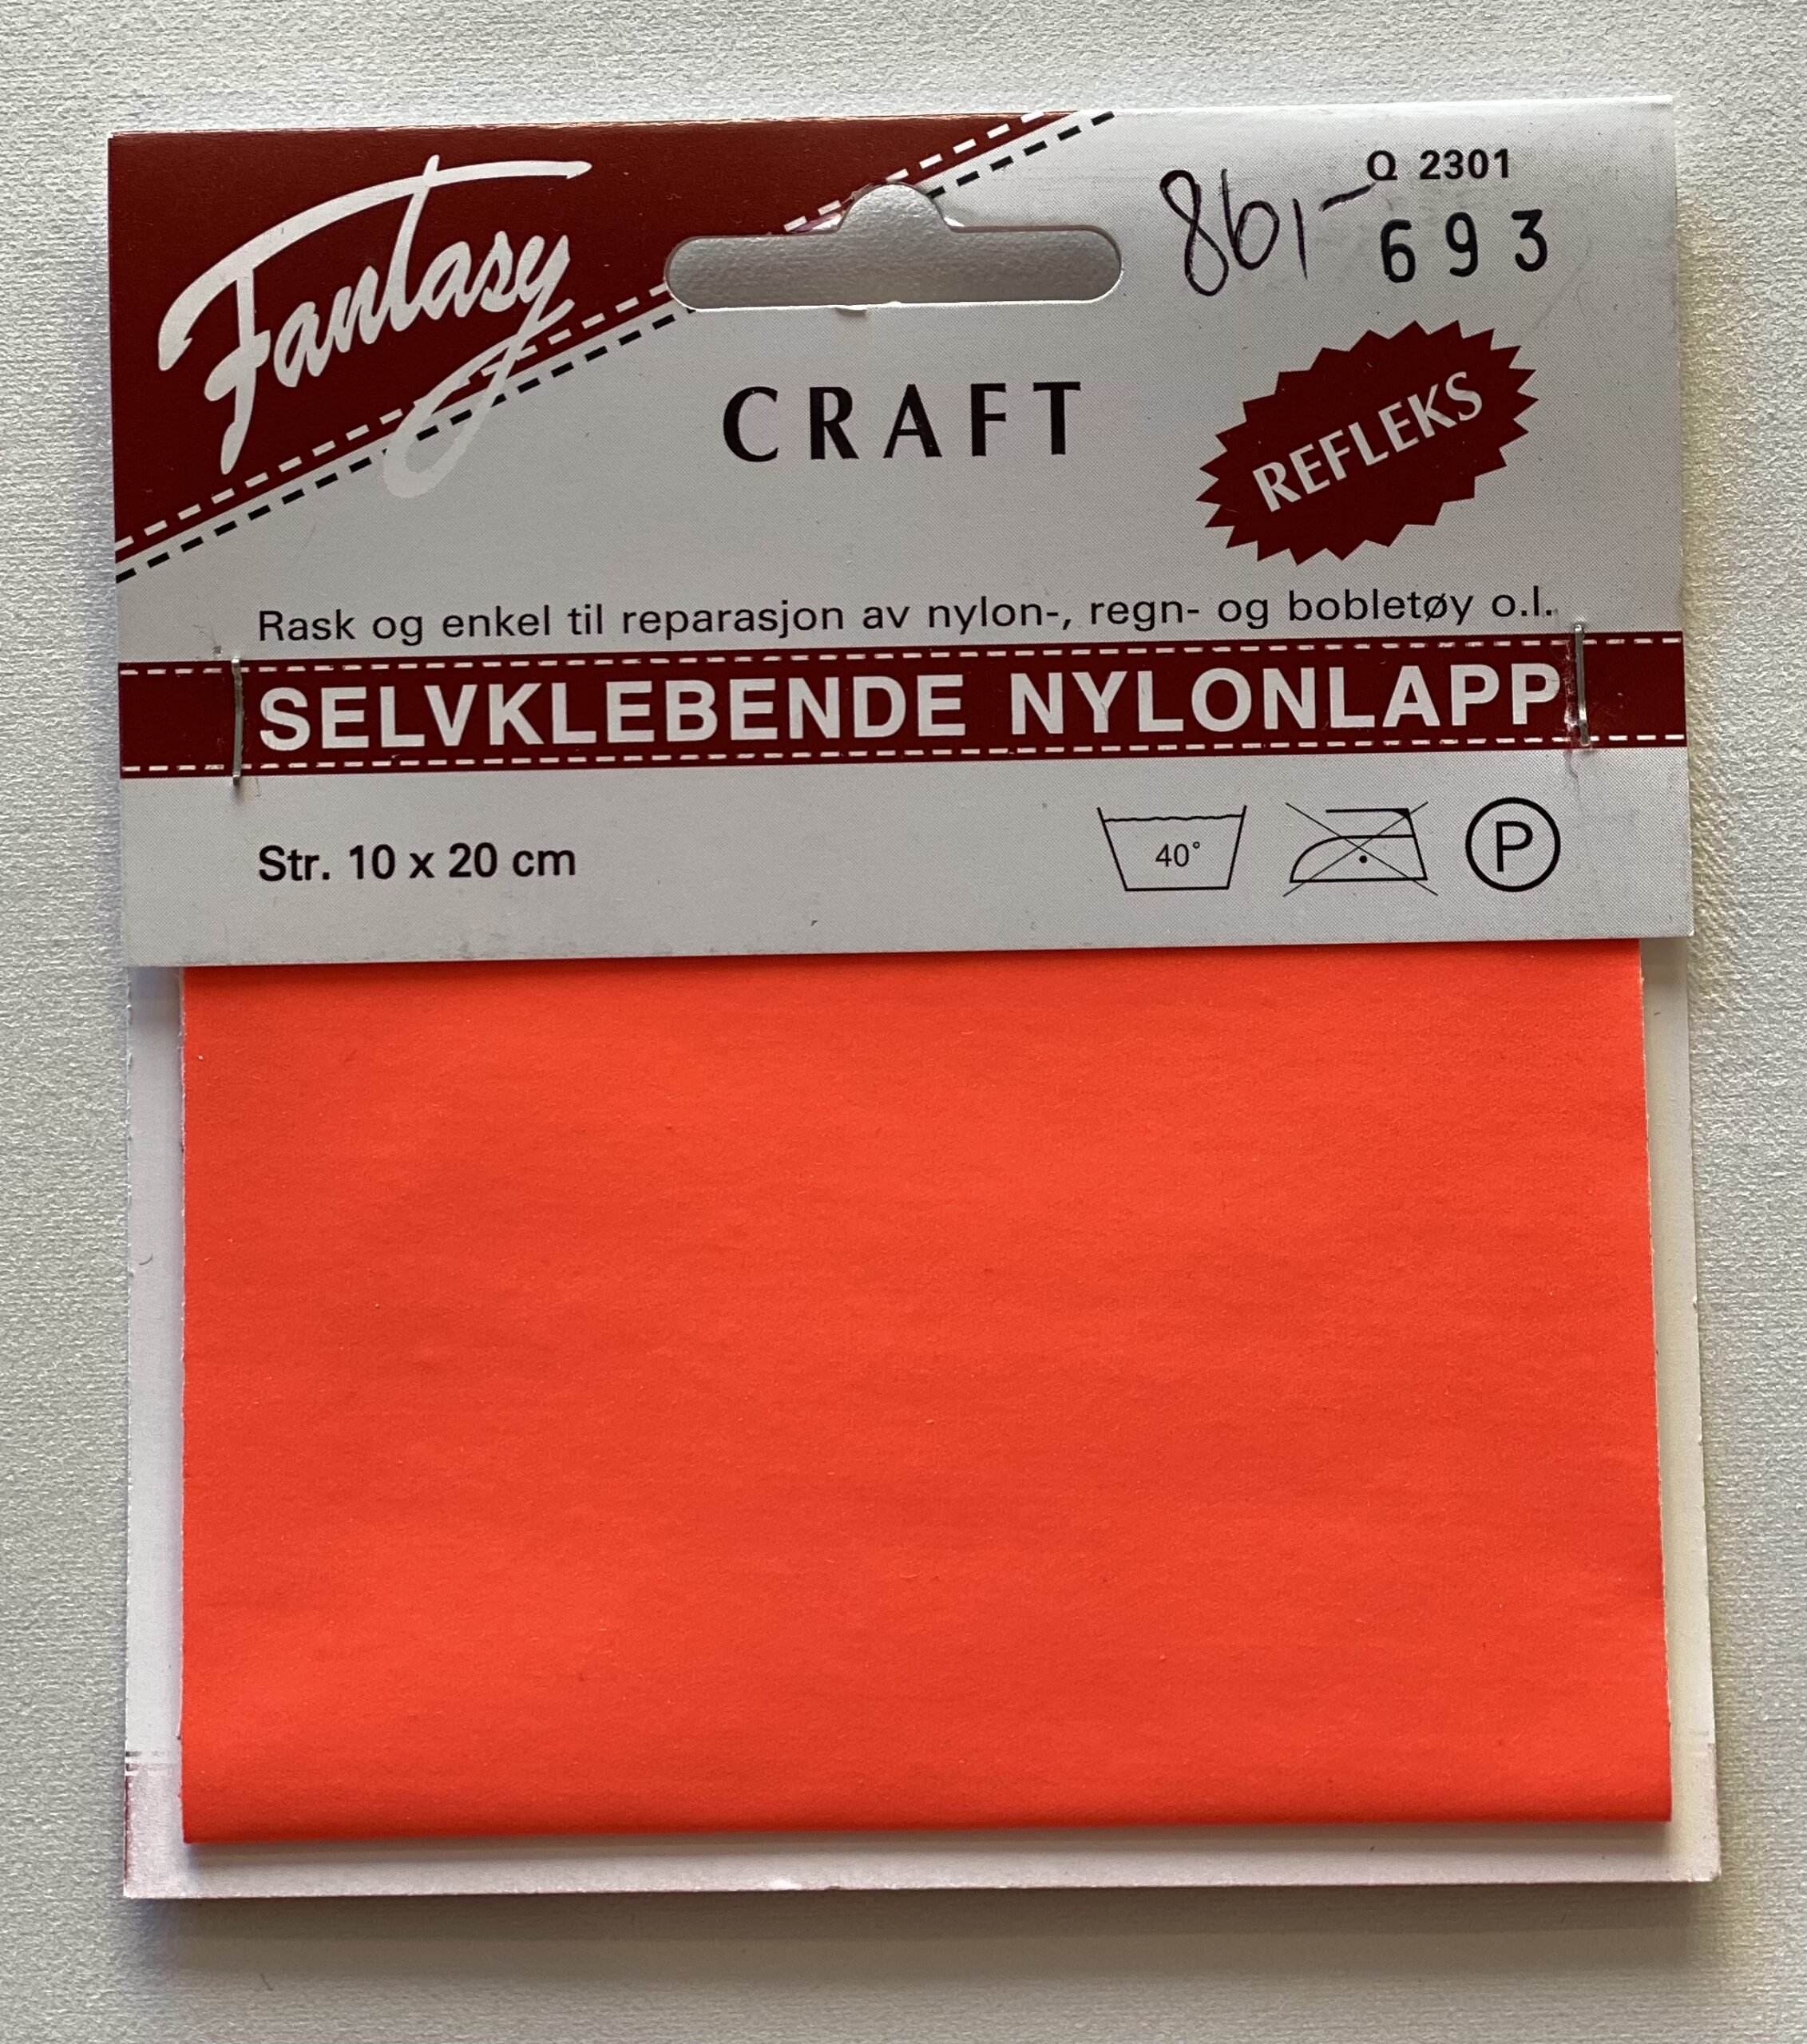 Fantasy
Q 2301
86,-
693
CRAFT
REFLEKS
Rask og enkel til reparasjon av nylon-, regn- og bobletøy o.l.
SELVKLEBENDE NYLONLAPP
Str. 10 x 20 cm
40°
P